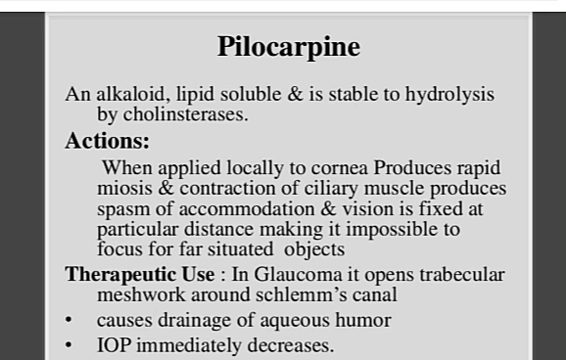 Pilocarpine
An alkaloid, lipid soluble & is stable to hydrolysis
by cholinsterases.
Actions:
When applied locally to cornea Produces rapid
miosis & contraction of ciliary muscle produces
spasm of accommodation & vision is fixed at
particular distance making it impossible to
focus for far situated objects
Therapeutic Use : In Glaucoma it opens trabecular
meshwork around schlemm’s canal
• causes drainage of aqueous humor
• IOP immediately decreases.